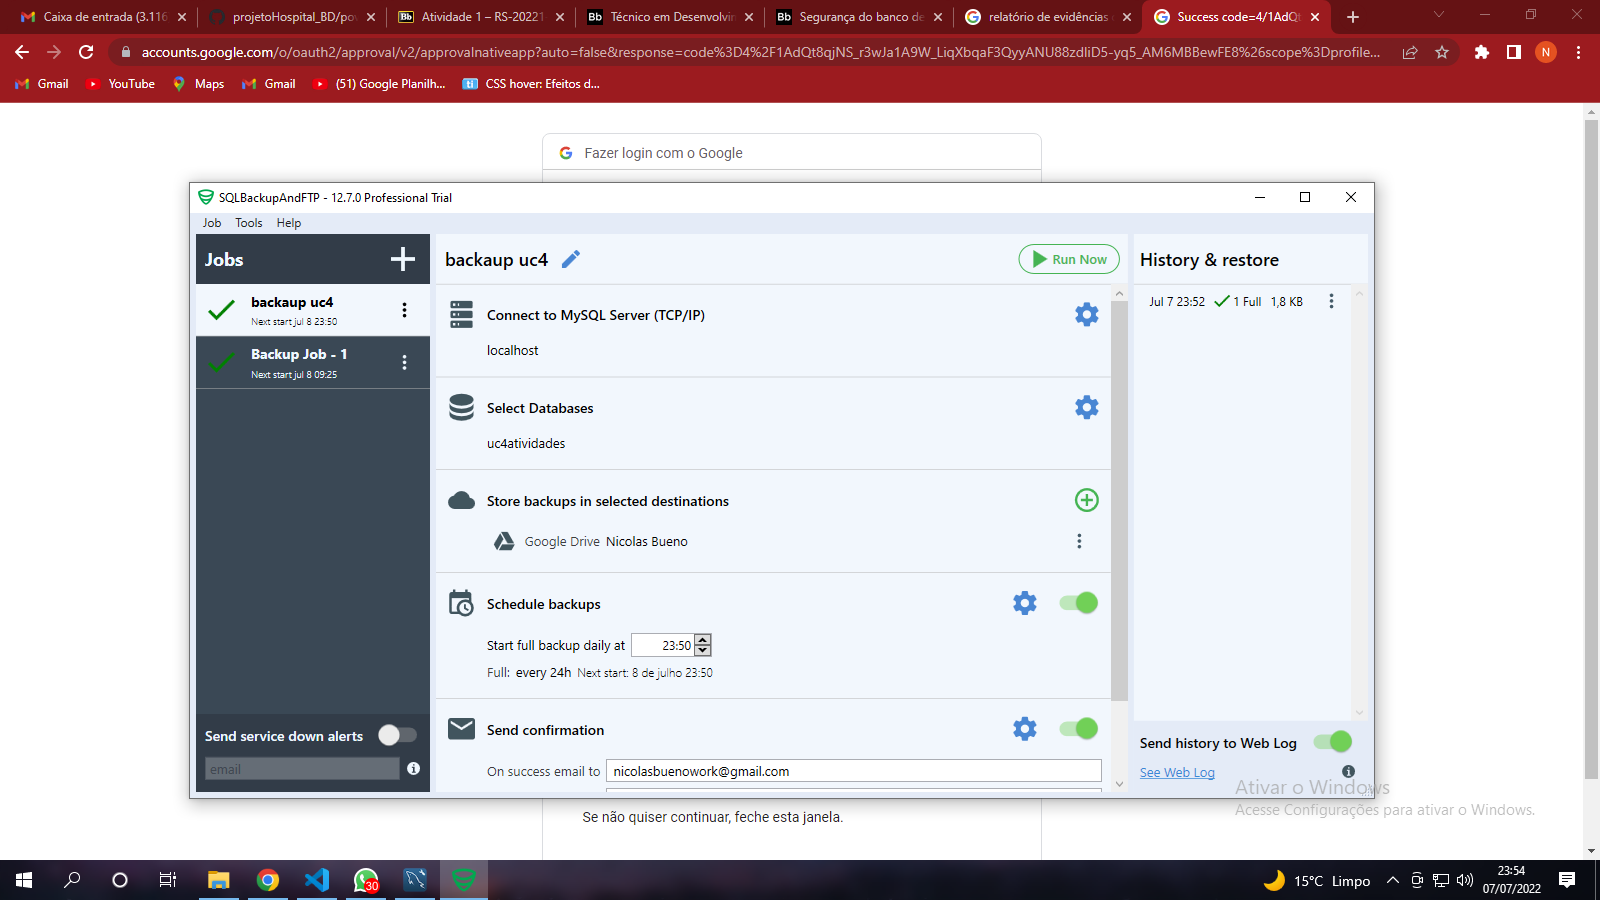 Caixa de entrada (3.116
projetoHospital_BD/po
Atividade 1 – RS-20221
Técnico em Desenvolvi
Segurança do banco de
relatório de evidências
Success code=4/1AdQt
accounts.google.com/o/oauth2/approval/v2/approvalnativeapp?auto=false&response=code%3D4%2F1AdQt8qjNS_r3wJa1A9W_LiqXbqaF3QyyANU88zdIiD5-yq5_AM6MBBewFE8%26scope%3Dprofile...
N
Gmail
YouTube
Maps
Gmail
(51) Google Planilh...
CSS hover: Efeitos d...
Fazer login com o Google
SQLBackupAndFTP - 12.7.0 Professional Trial
Job Tools Help
Jobs
backaup uc4
Next start jul 8 23:50
Backup Job - 1
Next start jul 8 09:25
Send service down alerts
email
backaup uc4
Run Now
Connect to MySQL Server (TCP/IP)
localhost
Select Databases
uc4atividades
Store backups in selected destinations
Google Drive Nicolas Bueno
Schedule backups
Start full backup daily at 23:50
Full: every 24h Next start: 8 de julho 23:50
Send confirmation
On success email to nicolasbuenowork@gmail.com
History & restore
Jul 7 23:52 1 Full 1,8 KB
Send history to Web Log
See Web Log
Ativar o Windows
Acesse Configurações para ativar o Windows.
Se não quiser continuar, feche esta janela.
30
15°C Limpo
23:54
07/07/2022